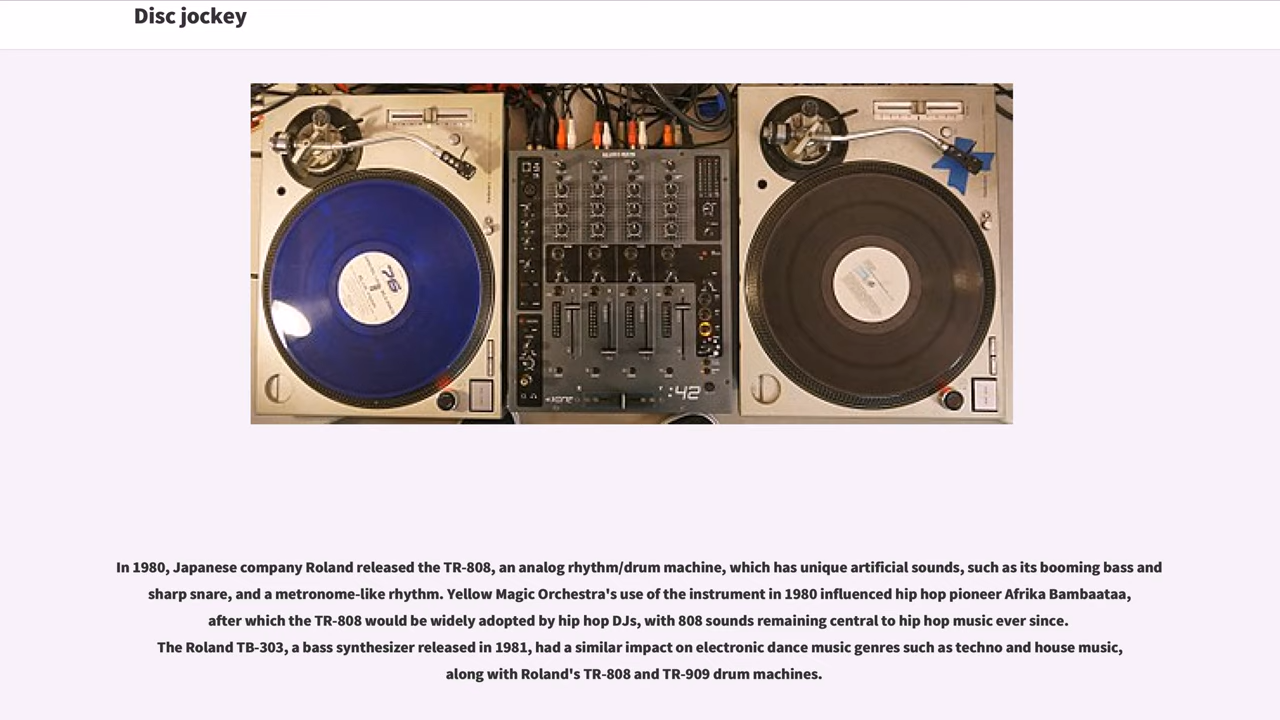 Disc jockey
XONE
:42
In 1980, Japanese company Roland released the TR-808, an analog rhythm/drum machine, which has unique artificial sounds, such as its booming bass and
sharp snare, and a metronome-like rhythm. Yellow Magic Orchestra's use of the instrument in 1980 influenced hip hop pioneer Afrika Bambaataa,
after which the TR-808 would be widely adopted by hip hop DJs, with 808 sounds remaining central to hip hop music ever since.
The Roland TB-303, a bass synthesizer released in 1981, had a similar impact on electronic dance music genres such as techno and house music,
along with Roland's TR-808 and TR-909 drum machines.